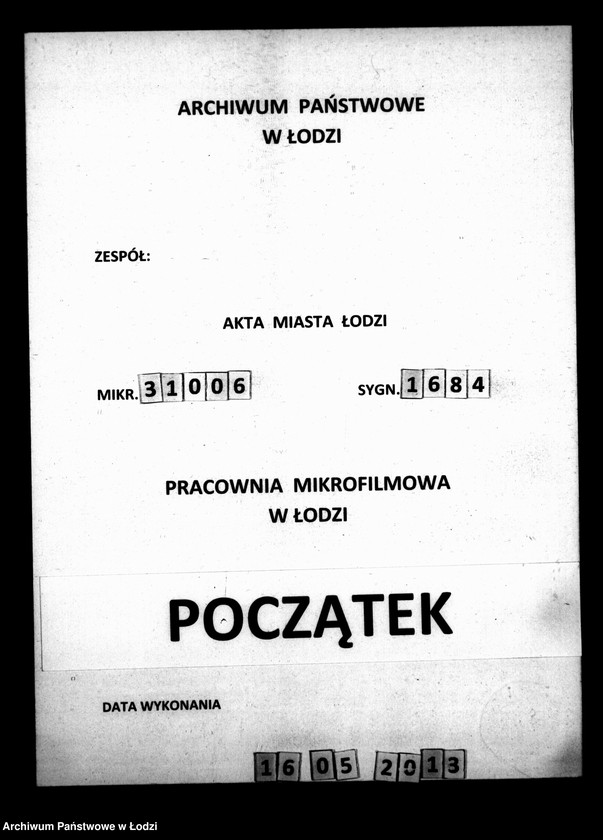 ARCHIWUM PAŃSTWOWE
W ŁODZI
ZESPÓŁ:
AKTA MIASTA ŁODZI
MIKR. 31006 SYGN. 1684
PRACOWNIA MIKROFILMOWA
W ŁODZI
POCZĄTEK
DATA WYKONANIA
16 05 2013
Archiwum Państwowe w Łodzi